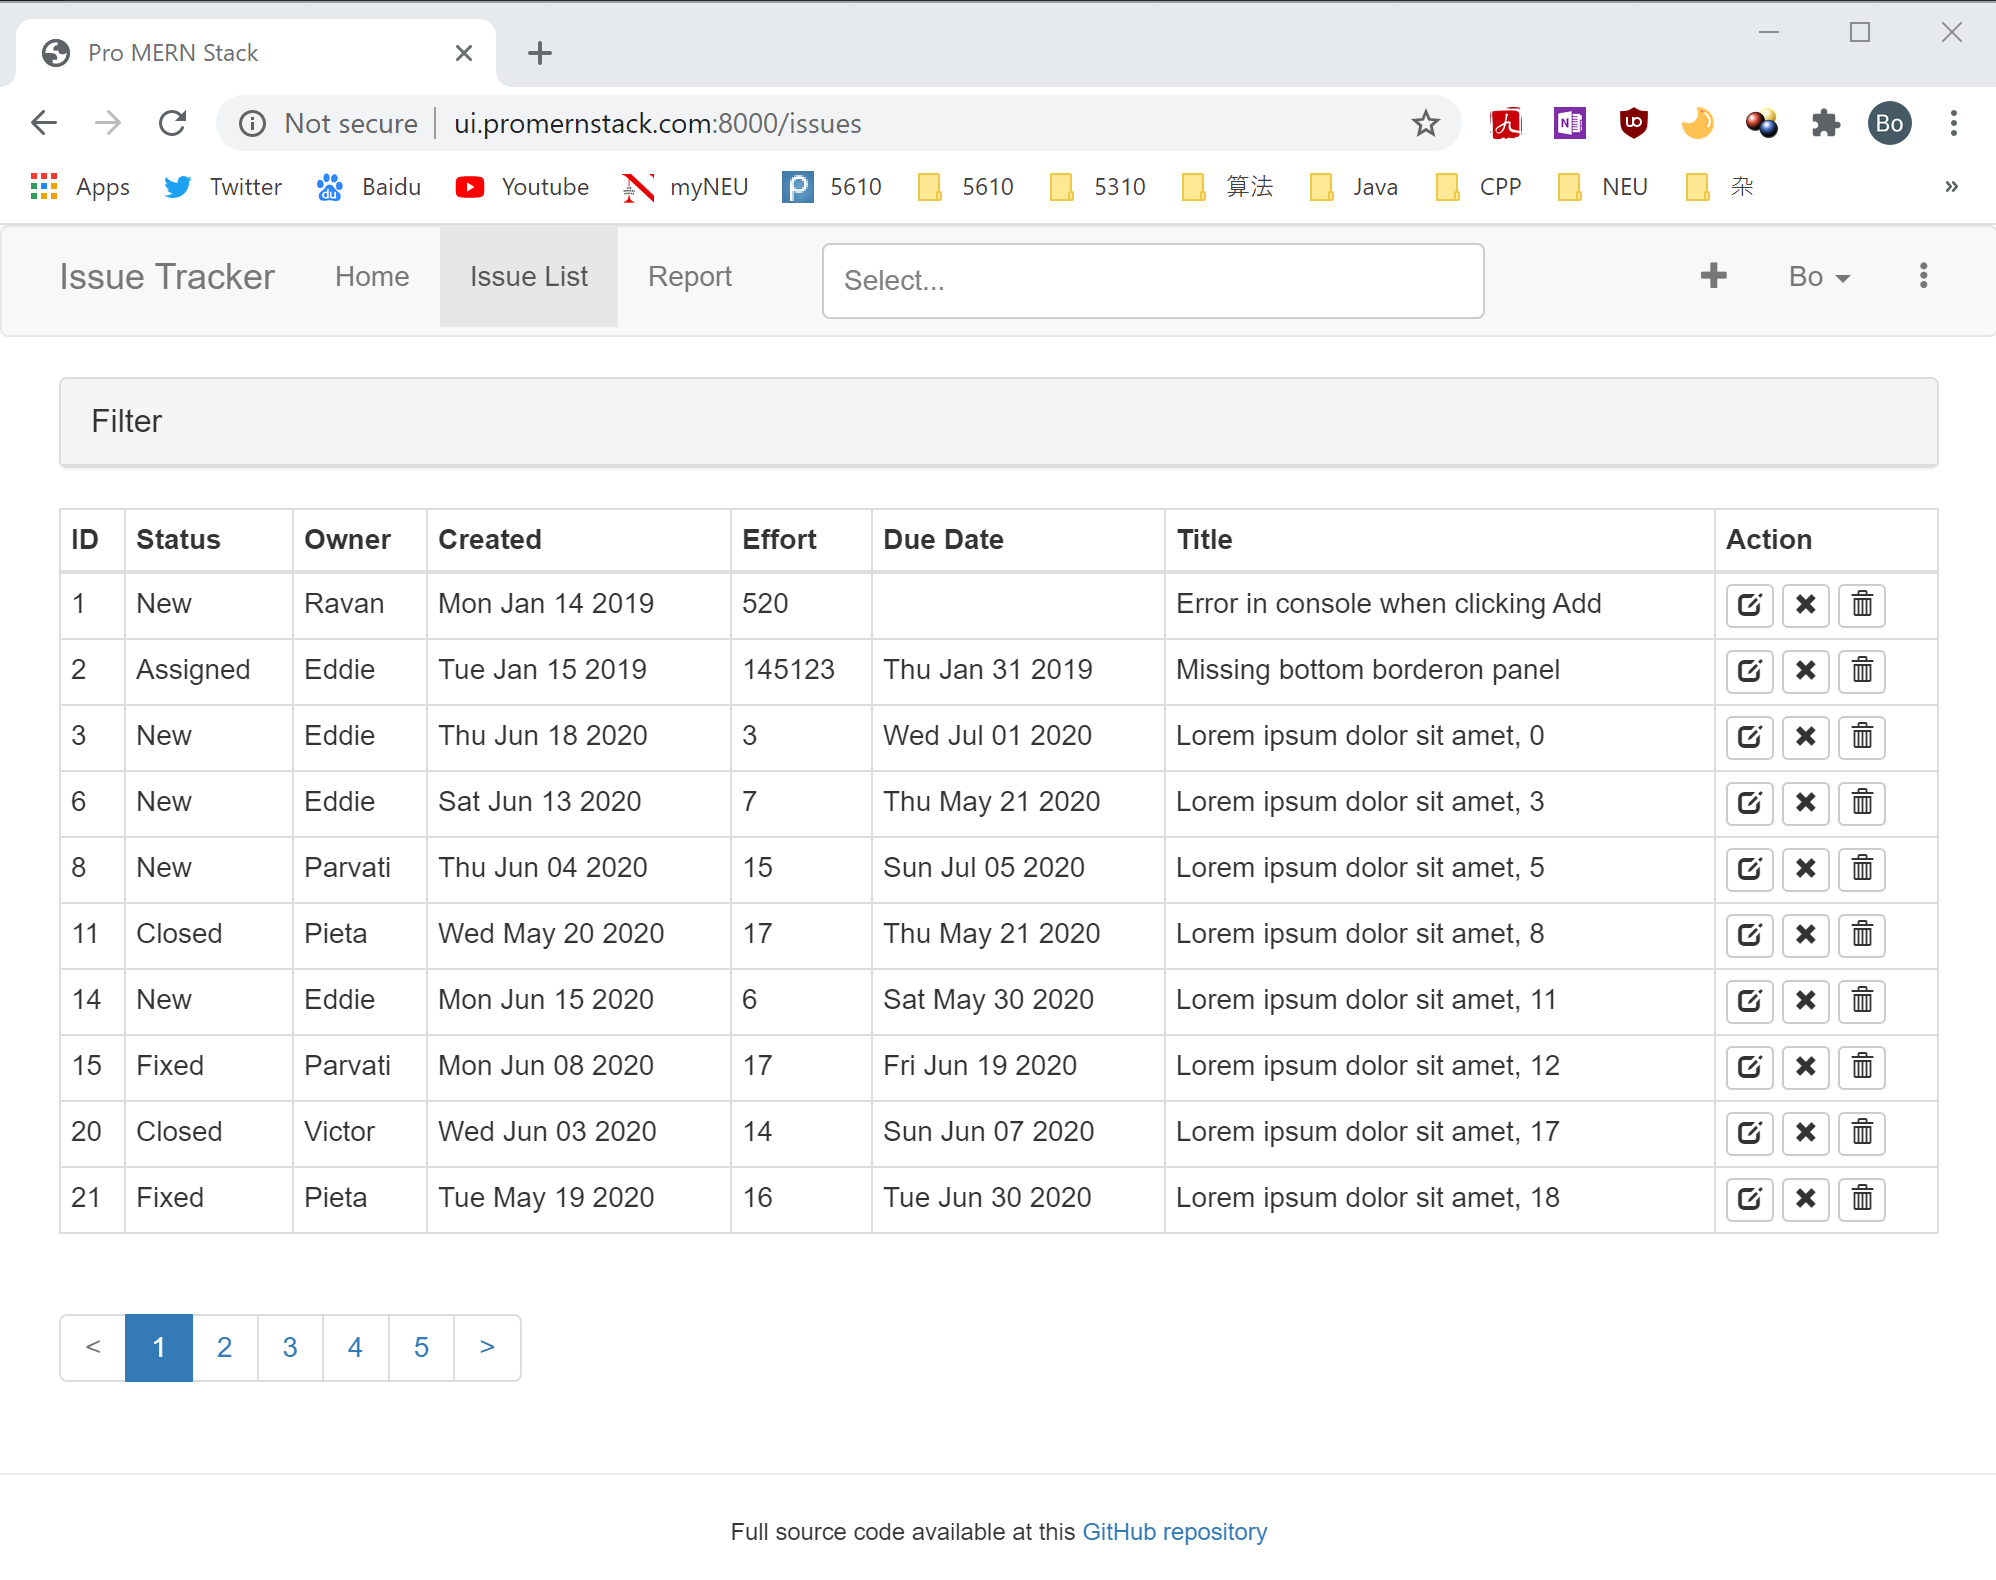 Pro MERN Stack
Not secure ui.promernstack.com:8000/issues Bo
Apps Twitter Baidu Youtube myNEU 5610 5610 5310 算法 Java CPP NEU 杂 »
Issue Tracker Home Issue List Report Select... Bo
Filter
ID Status Owner Created Effort Due Date Title Action
1 New Ravan Mon Jan 14 2019 520 Error in console when clicking Add
2 Assigned Eddie Tue Jan 15 2019 145123 Thu Jan 31 2019 Missing bottom borderon panel
3 New Eddie Thu Jun 18 2020 3 Wed Jul 01 2020 Lorem ipsum dolor sit amet, 0
6 New Eddie Sat Jun 13 2020 7 Thu May 21 2020 Lorem ipsum dolor sit amet, 3
8 New Parvati Thu Jun 04 2020 15 Sun Jul 05 2020 Lorem ipsum dolor sit amet, 5
11 Closed Pieta Wed May 20 2020 17 Thu May 21 2020 Lorem ipsum dolor sit amet, 8
14 New Eddie Mon Jun 15 2020 6 Sat May 30 2020 Lorem ipsum dolor sit amet, 11
15 Fixed Parvati Mon Jun 08 2020 17 Fri Jun 19 2020 Lorem ipsum dolor sit amet, 12
20 Closed Victor Wed Jun 03 2020 14 Sun Jun 07 2020 Lorem ipsum dolor sit amet, 17
21 Fixed Pieta Tue May 19 2020 16 Tue Jun 30 2020 Lorem ipsum dolor sit amet, 18
< 1 2 3 4 5 >
Full source code available at this GitHub repository